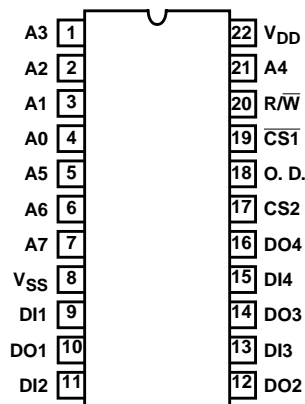 A3 1 22 VDD
A2 2 21 A4
A1 3 20 R/W̅
A0 4 19 C̅S̅1̅
A5 5 18 O. D.
A6 6 17 CS2
A7 7 16 DO4
VSS 8 15 DI4
DI1 9 14 DO3
DO1 10 13 DI3
DI2 11 12 DO2